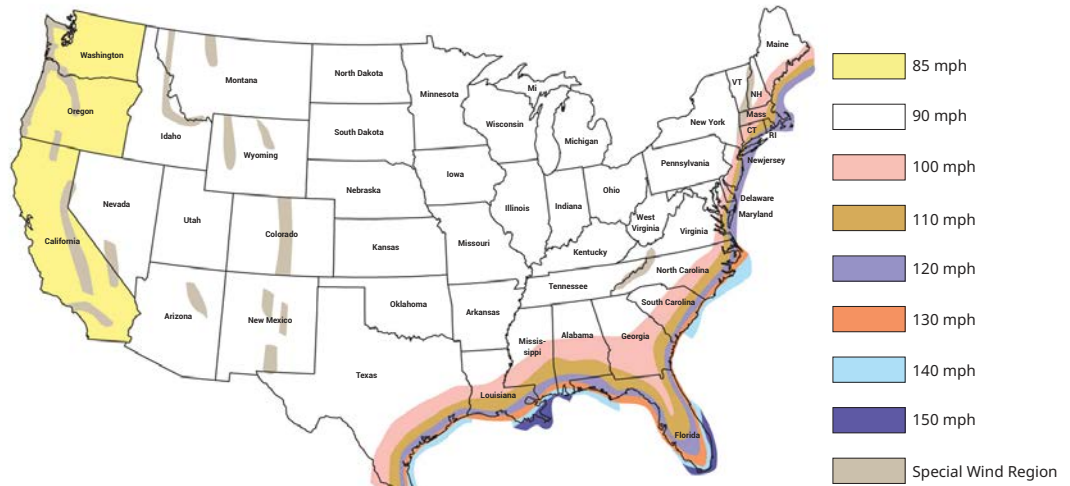 Washington
Montana
North Dakota
Minnesota
Maine
VT
NH
Oregon
Idaho
Wyoming
South Dakota
Wisconsin
Mi
Michigan
New York
Mass
CT
RI
Nebraska
Iowa
Pennsylvania
Newjersey
Nevada
Utah
Colorado
Kansas
Missouri
Illinois
Indiana
Ohio
West
Virginia
Virginia
Delaware
Maryland
California
Kentucky
Tennessee
North Carolina
Arizona
New Mexico
Oklahoma
Arkansas
South Carolina
Missis-
sippi
Alabama
Georgia
Texas
Louisiana
Florida
85 mph
90 mph
100 mph
110 mph
120 mph
130 mph
140 mph
150 mph
Special Wind Region